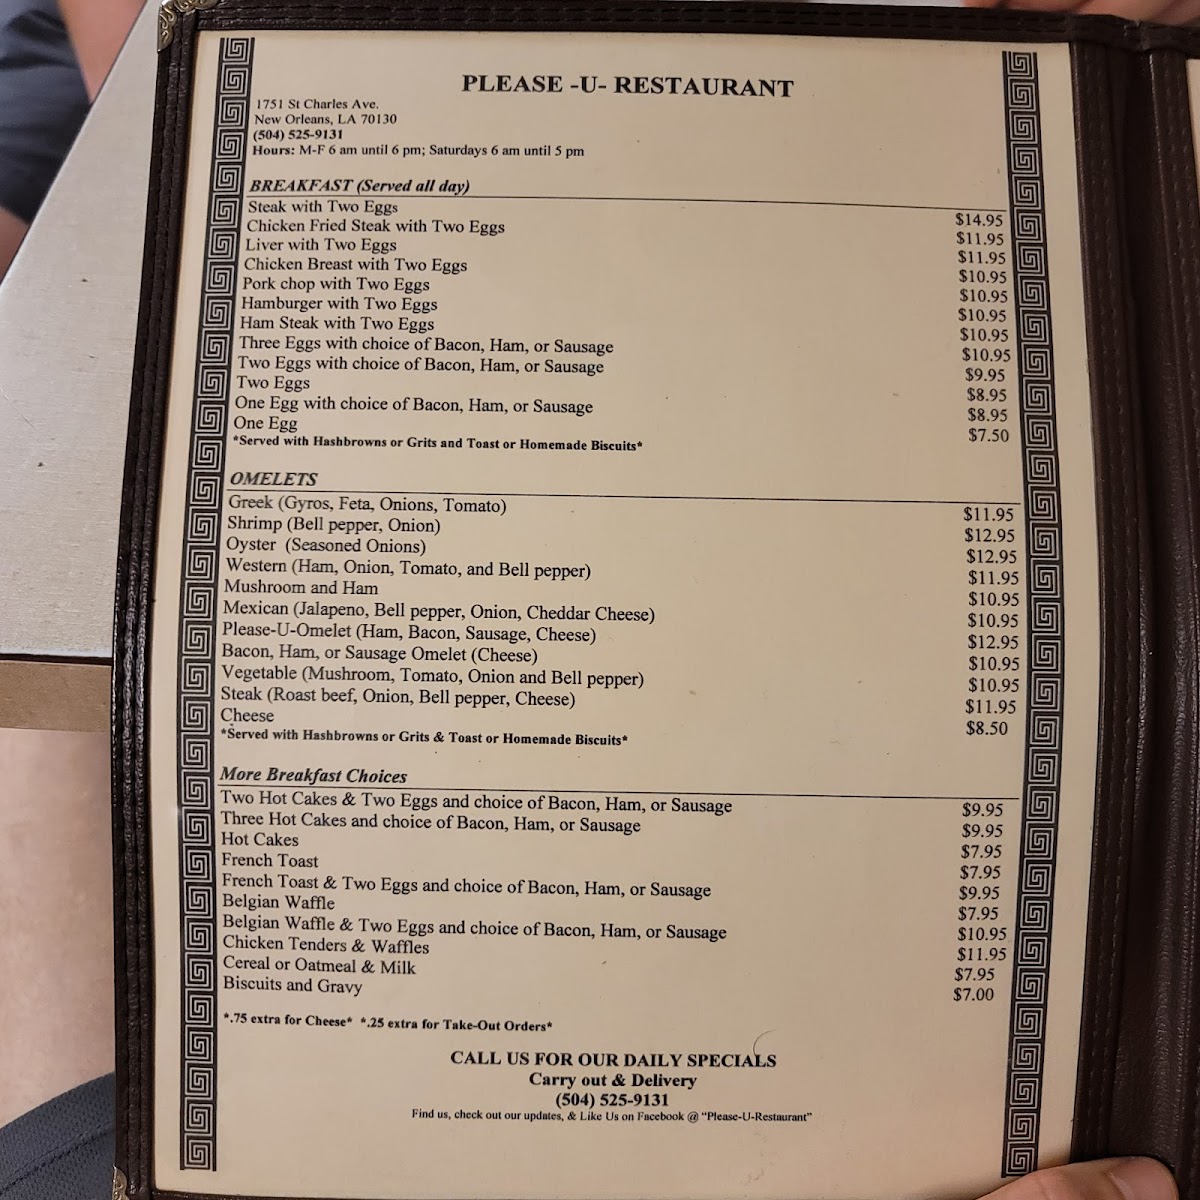 PLEASE -U- RESTAURANT
1751 St Charles Ave.
New Orleans, LA 70130
(504) 525-9131
Hours: M-F 6 am until 6 pm; Saturdays 6 am until 5 pm
BREAKFAST (Served all day)
Steak with Two Eggs $14.95
Chicken Fried Steak with Two Eggs $11.95
Liver with Two Eggs $11.95
Chicken Breast with Two Eggs $10.95
Pork chop with Two Eggs $10.95
Hamburger with Two Eggs $10.95
Ham Steak with Two Eggs $10.95
Three Eggs with choice of Bacon, Ham, or Sausage $10.95
Two Eggs with choice of Bacon, Ham, or Sausage $9.95
Two Eggs $8.95
One Egg with choice of Bacon, Ham, or Sausage $8.95
One Egg $7.50
*Served with Hashbrowns or Grits and Toast or Homemade Biscuits*
OMELETS
Greek (Gyros, Feta, Onions, Tomato) $11.95
Shrimp (Bell pepper, Onion) $12.95
Oyster (Seasoned Onions) $12.95
Western (Ham, Onion, Tomato, and Bell pepper) $11.95
Mushroom and Ham $10.95
Mexican (Jalapeno, Bell pepper, Onion, Cheddar Cheese) $10.95
Please-U-Omelet (Ham, Bacon, Sausage, Cheese) $12.95
Bacon, Ham, or Sausage Omelet (Cheese) $10.95
Vegetable (Mushroom, Tomato, Onion and Bell pepper) $10.95
Steak (Roast beef, Onion, Bell pepper, Cheese) $11.95
Cheese $8.50
*Served with Hashbrowns or Grits & Toast or Homemade Biscuits*
More Breakfast Choices
Two Hot Cakes & Two Eggs and choice of Bacon, Ham, or Sausage $9.95
Three Hot Cakes and choice of Bacon, Ham, or Sausage $9.95
Hot Cakes $7.95
French Toast $7.95
French Toast & Two Eggs and choice of Bacon, Ham, or Sausage $9.95
Belgian Waffle $7.95
Belgian Waffle & Two Eggs and choice of Bacon, Ham, or Sausage $10.95
Chicken Tenders & Waffles $11.95
Cereal or Oatmeal & Milk $7.95
Biscuits and Gravy $7.00
*.75 extra for Cheese* *.25 extra for Take-Out Orders*
CALL US FOR OUR DAILY SPECIALS
Carry out & Delivery
(504) 525-9131
Find us, check out our updates, & Like Us on Facebook @ "Please-U-Restaurant"